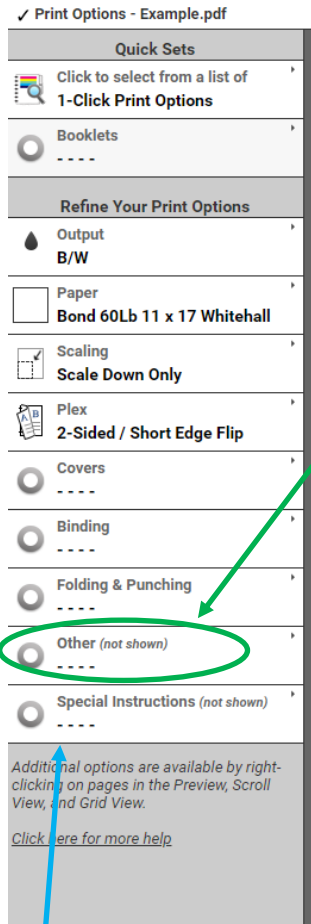 ✓ Print Options - Example.pdf
Quick Sets
Click to select from a list of
1-Click Print Options
Booklets
- - - -
Refine Your Print Options
Output
B/W
Paper
Bond 60Lb 11 x 17 Whitehall
Scaling
Scale Down Only
Plex
A B
2-Sided / Short Edge Flip
Covers
- - - -
Binding
- - - -
Folding & Punching
- - - -
Other (not shown)
- - - -
Special Instructions (not shown)
- - - -
Additional options are available by right-
clicking on pages in the Preview, Scroll
View, and Grid View.
Click here for more help